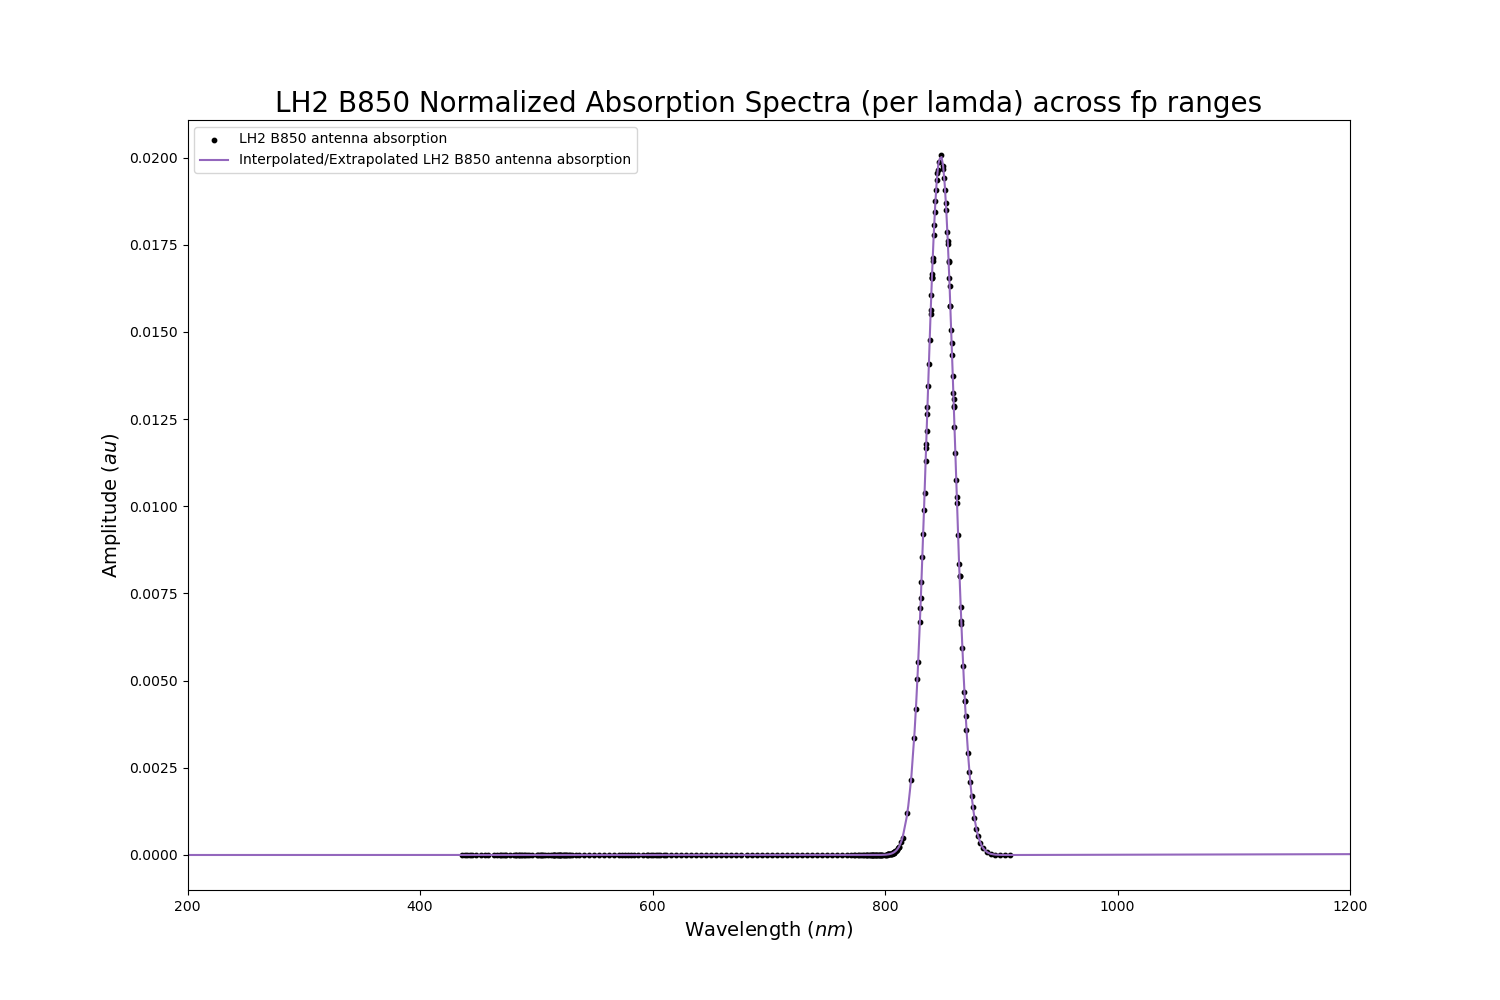 LH2 B850 Normalized Absorption Spectra (per lamda) across fp ranges
LH2 B850 antenna absorption
Interpolated/Extrapolated LH2 B850 antenna absorption
0.0200
0.0175
0.0150
0.0125
0.0100
0.0075
0.0050
0.0025
0.0000
Amplitude (au)
200 400 600 800 1000 1200
Wavelength (nm)